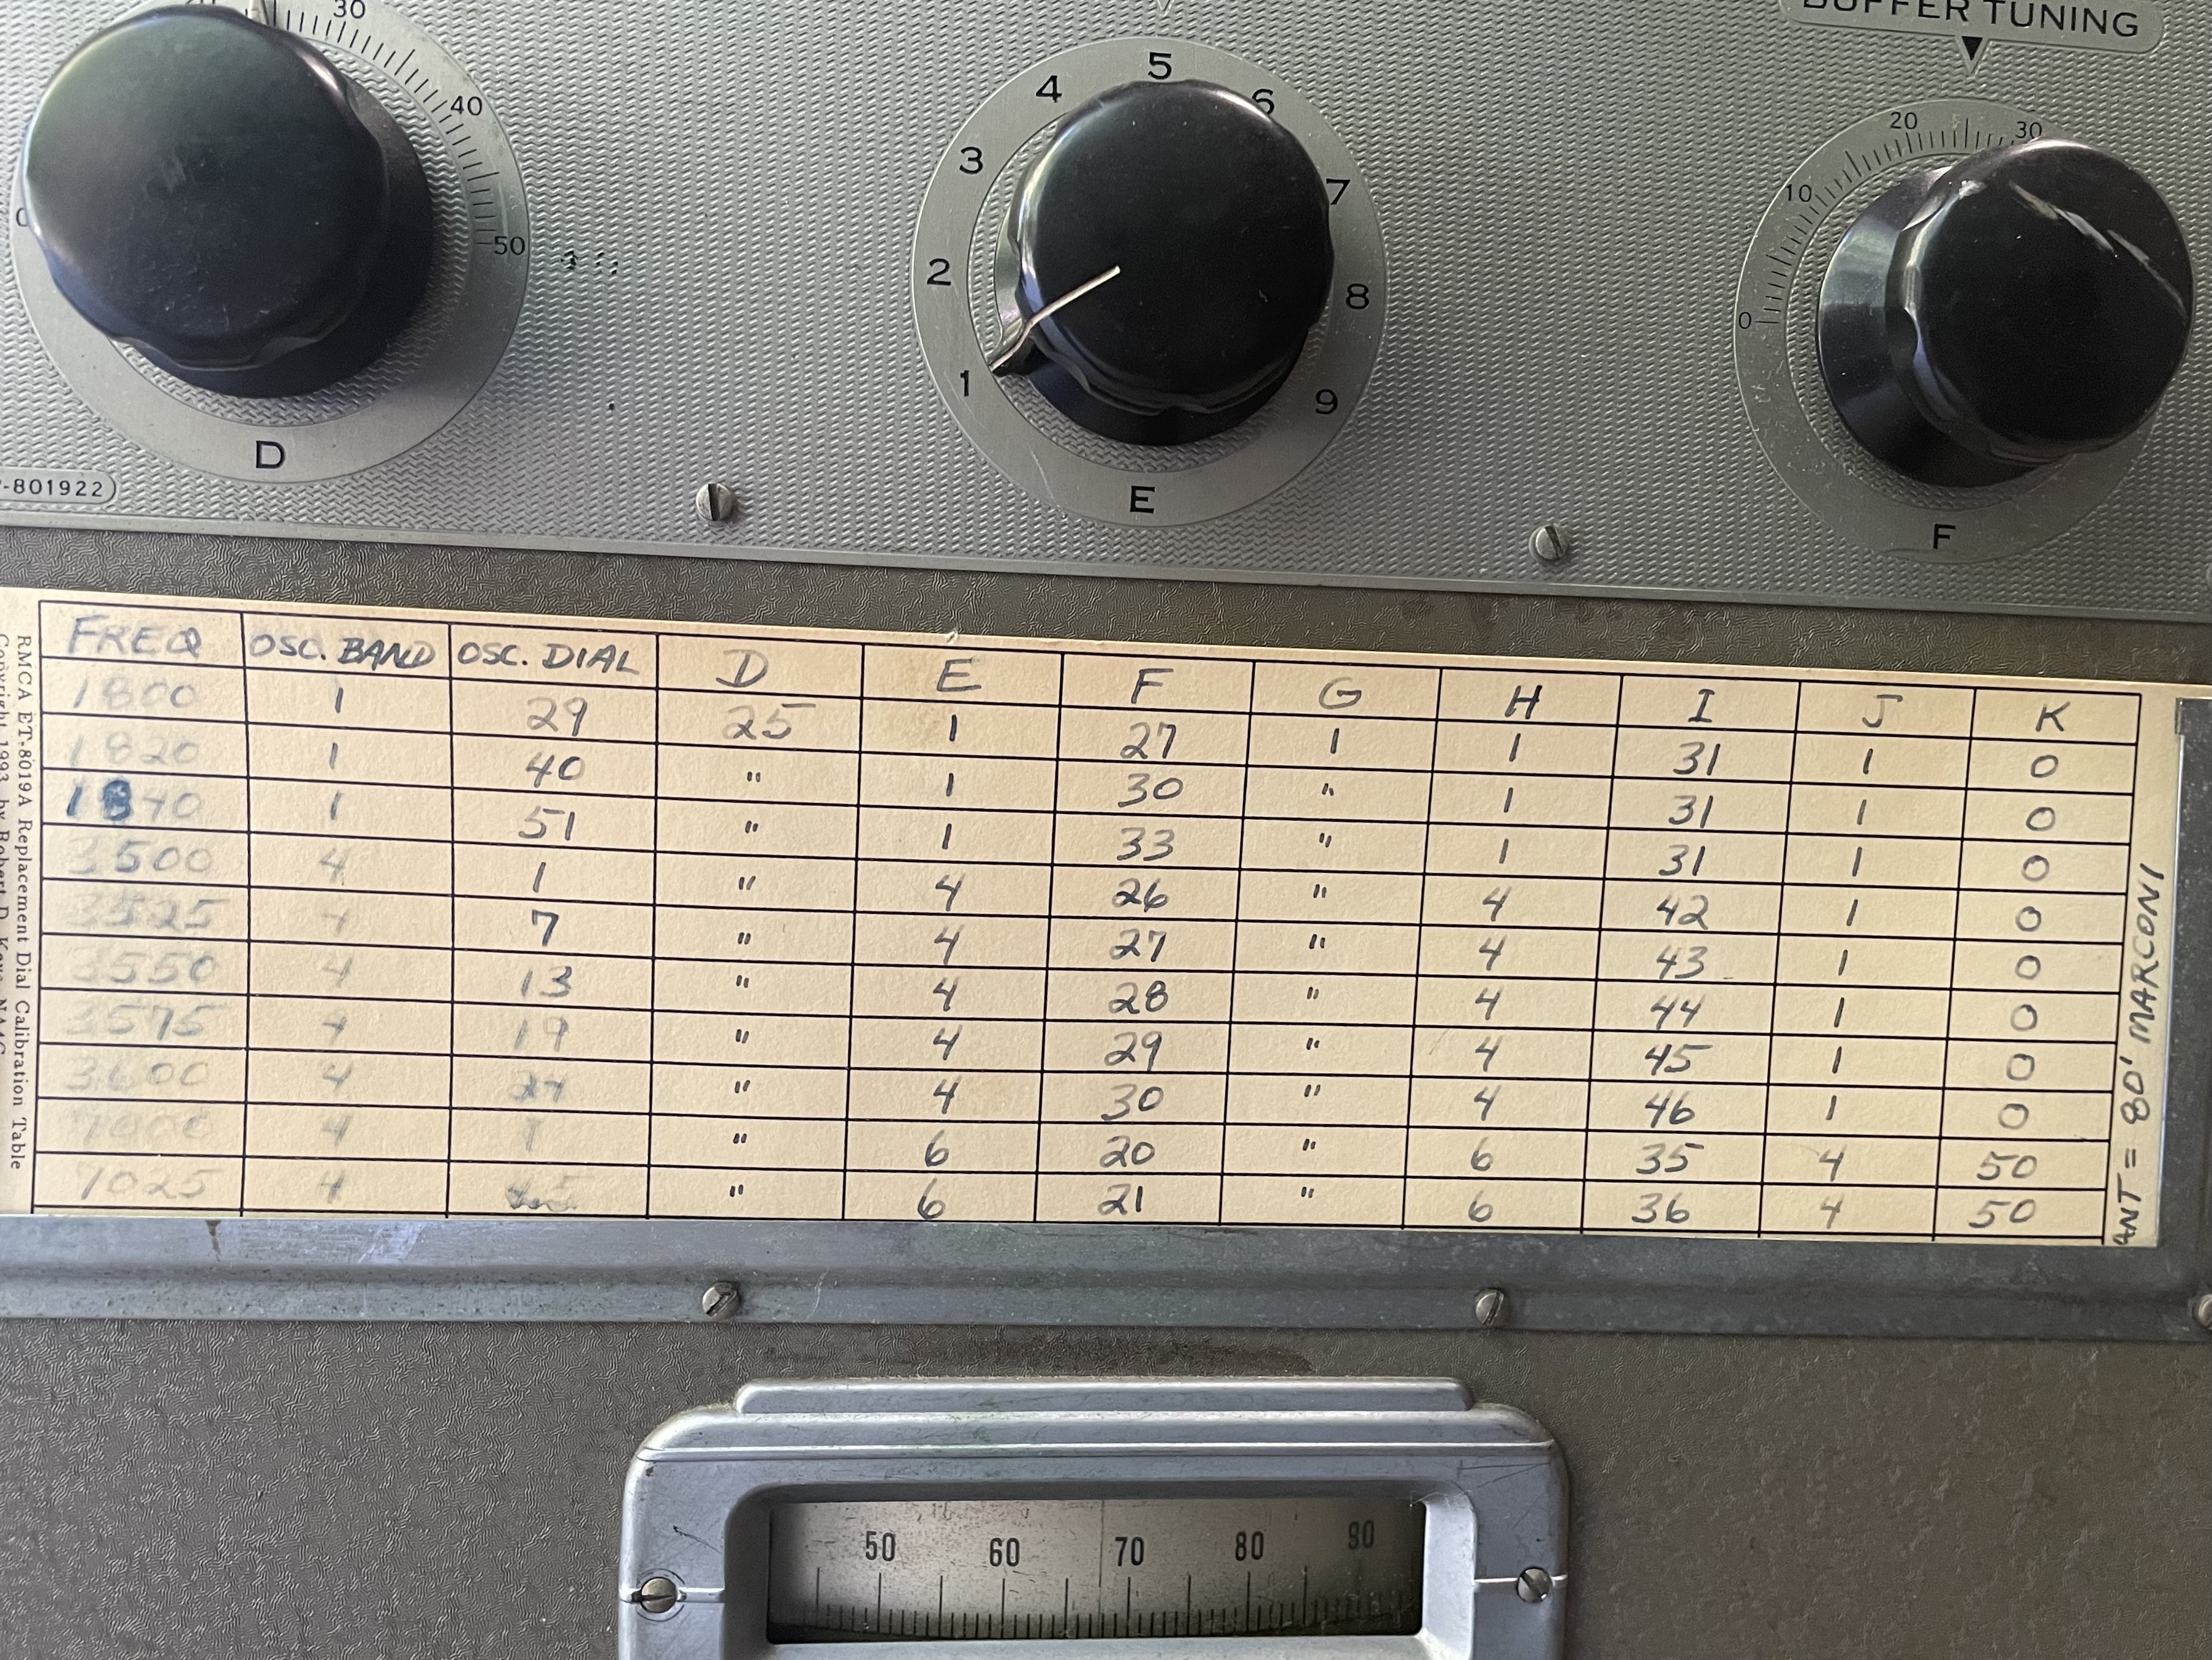 30
40
50
D
-801922
1 2 3 4 5 6 7 8 9
E
BUFFER TUNING
0 10 20 30
F
FREQ OSC. BAND OSC. DIAL D E F G H I J K
1800 1 29 25 1 27 1 1 31 1 0
1820 1 40 " 1 30 " 1 31 1 0
1840 1 51 " 1 33 " 1 31 1 0
3500 4 1 " 4 26 " 4 42 1 0
3525 4 7 " 4 27 " 4 43 1 0
3550 4 13 " 4 28 " 4 44 1 0
3575 4 19 " 4 29 " 4 45 1 0
3600 4 " 4 30 " 4 46 1 0
7000 4 1 " 6 20 " 6 35 4 50
7025 4 " 6 21 " 6 36 4 50
ANT = 80' MARCONI
RMCA ET-8019A Replacement Dial Calibration Table
Copyright 1993 by Robert D.
50 60 70 80 90